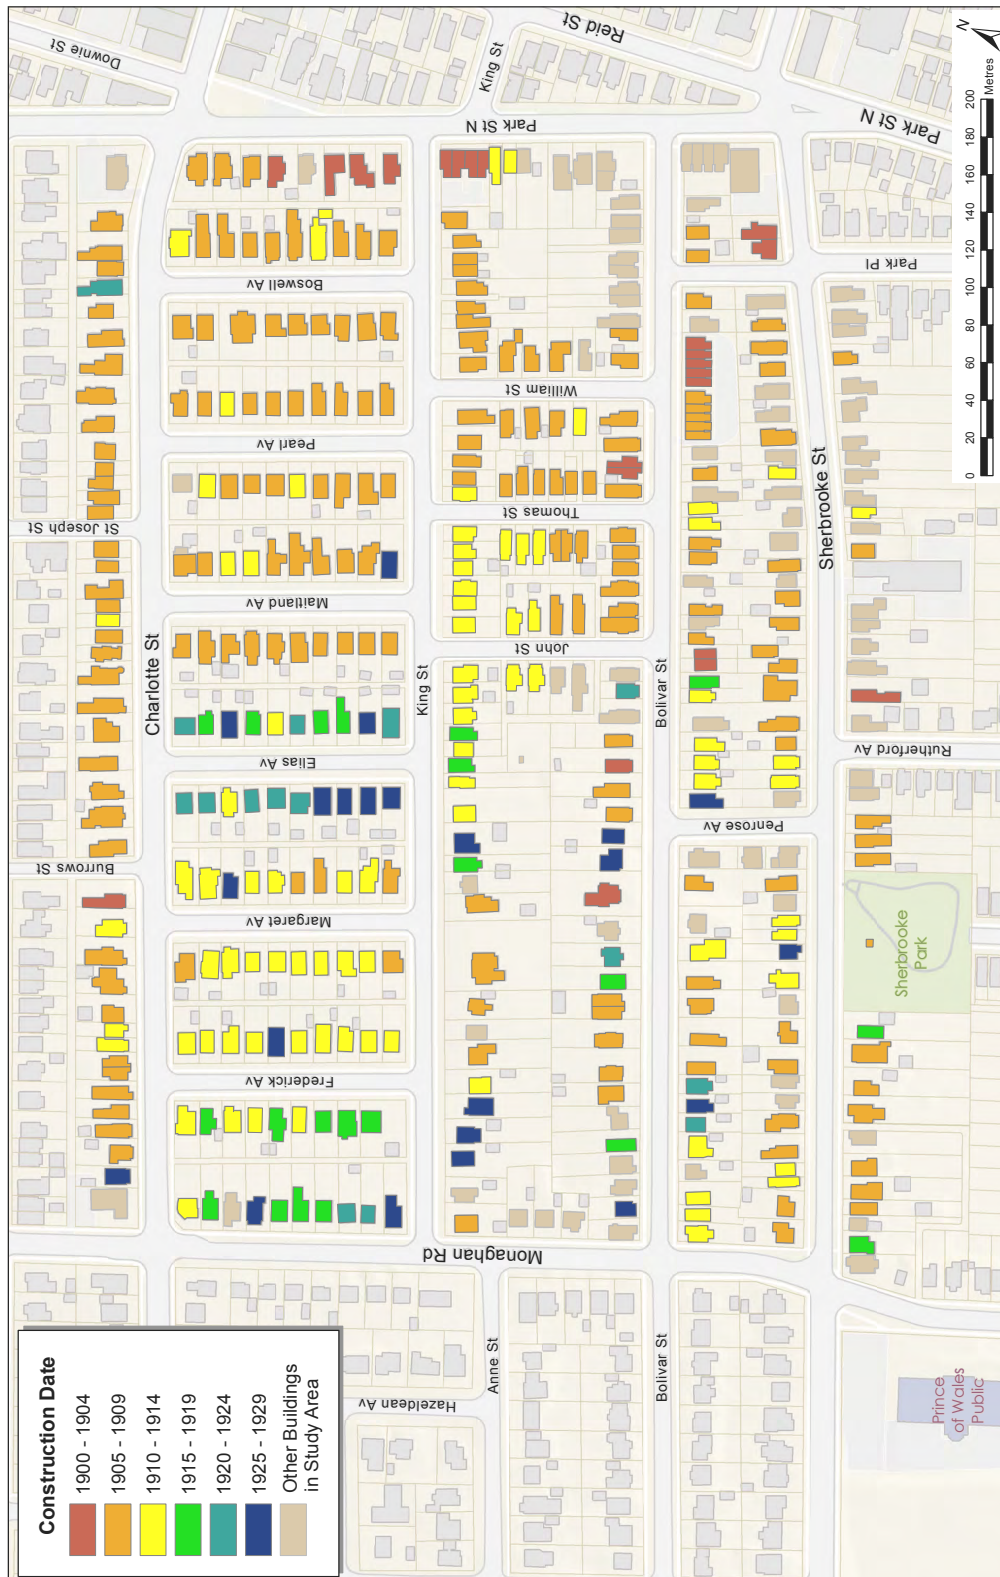 Downie St
Reid St
King St
Park St N
Park St N
N
Metres
0 20 40 60 80 100 120 140 160 180 200
Boswell Av
Park Pl
William St
Pearl Av
Sherbrooke St
Thomas St
St Joseph St
Maitland Av
John St
Charlotte St
King St
Bolivar St
Elias Av
Rutherford Av
Penrose Av
Burrows St
Margaret Av
Sherbrooke
Park
Frederick Av
Monaghan Rd
Anne St
Bolivar St
Hazeldean Av
Prince
of Wales
Public
Construction Date
1900 - 1904
1905 - 1909
1910 - 1914
1915 - 1919
1920 - 1924
1925 - 1929
Other Buildings
in Study Area